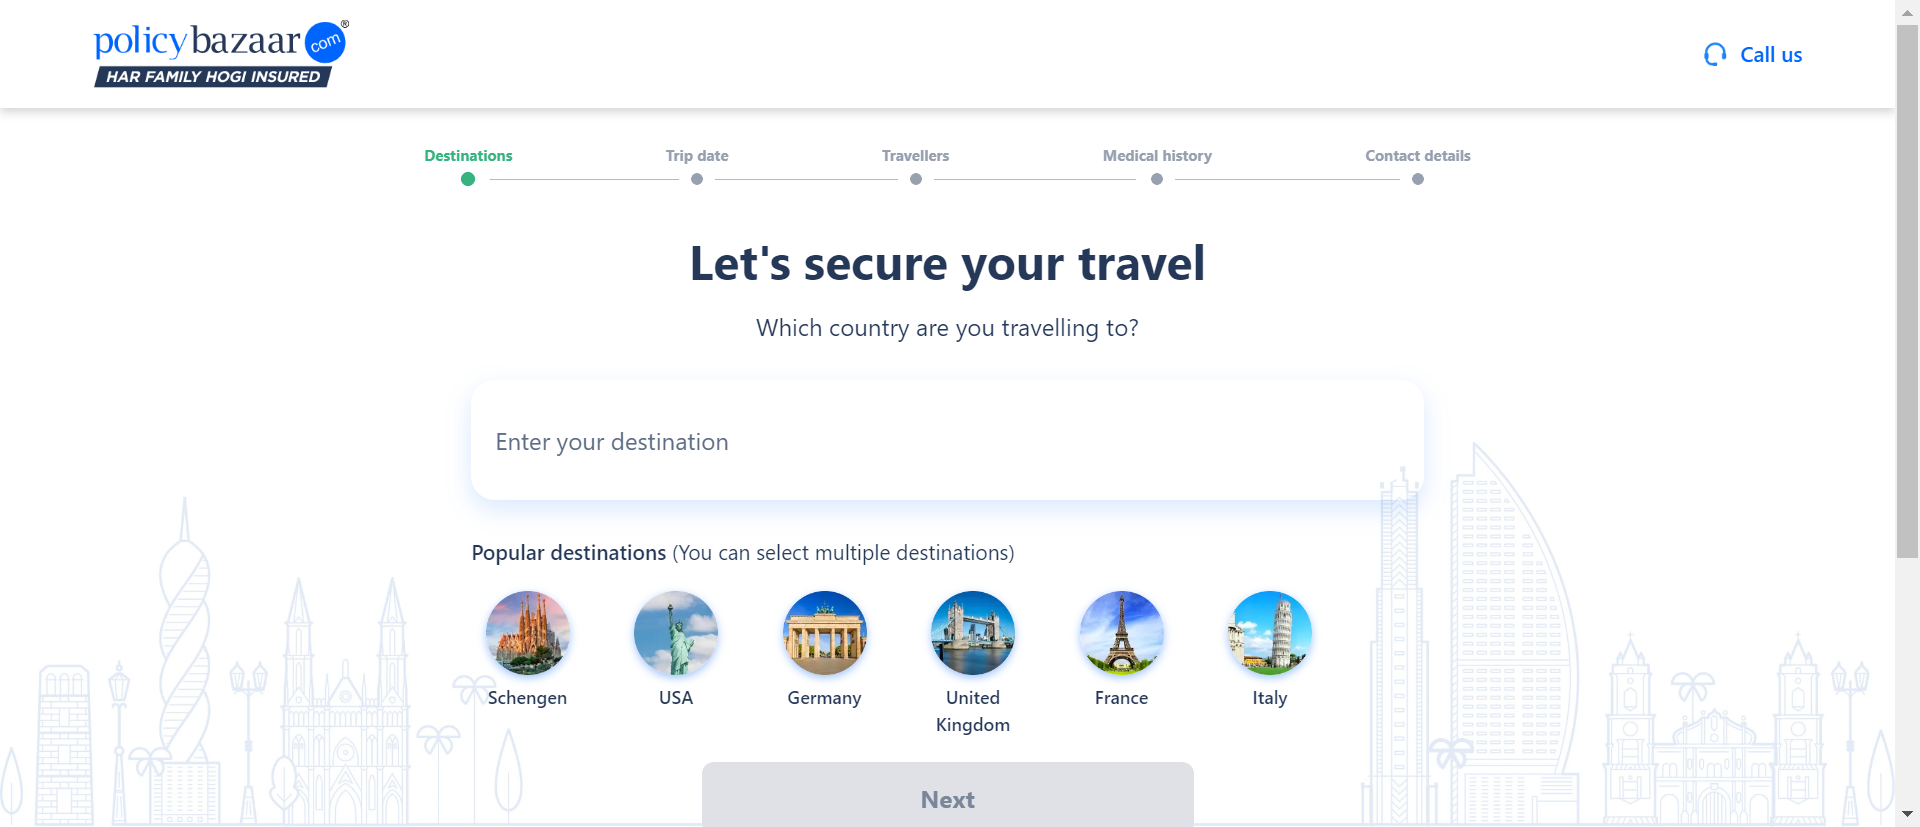 policybazaar com®
HAR FAMILY HOGI INSURED
Call us
Destinations
Trip date
Travellers
Medical history
Contact details
Let's secure your travel
Which country are you travelling to?
Enter your destination
Popular destinations (You can select multiple destinations)
Schengen
USA
Germany
United
Kingdom
France
Italy
Next